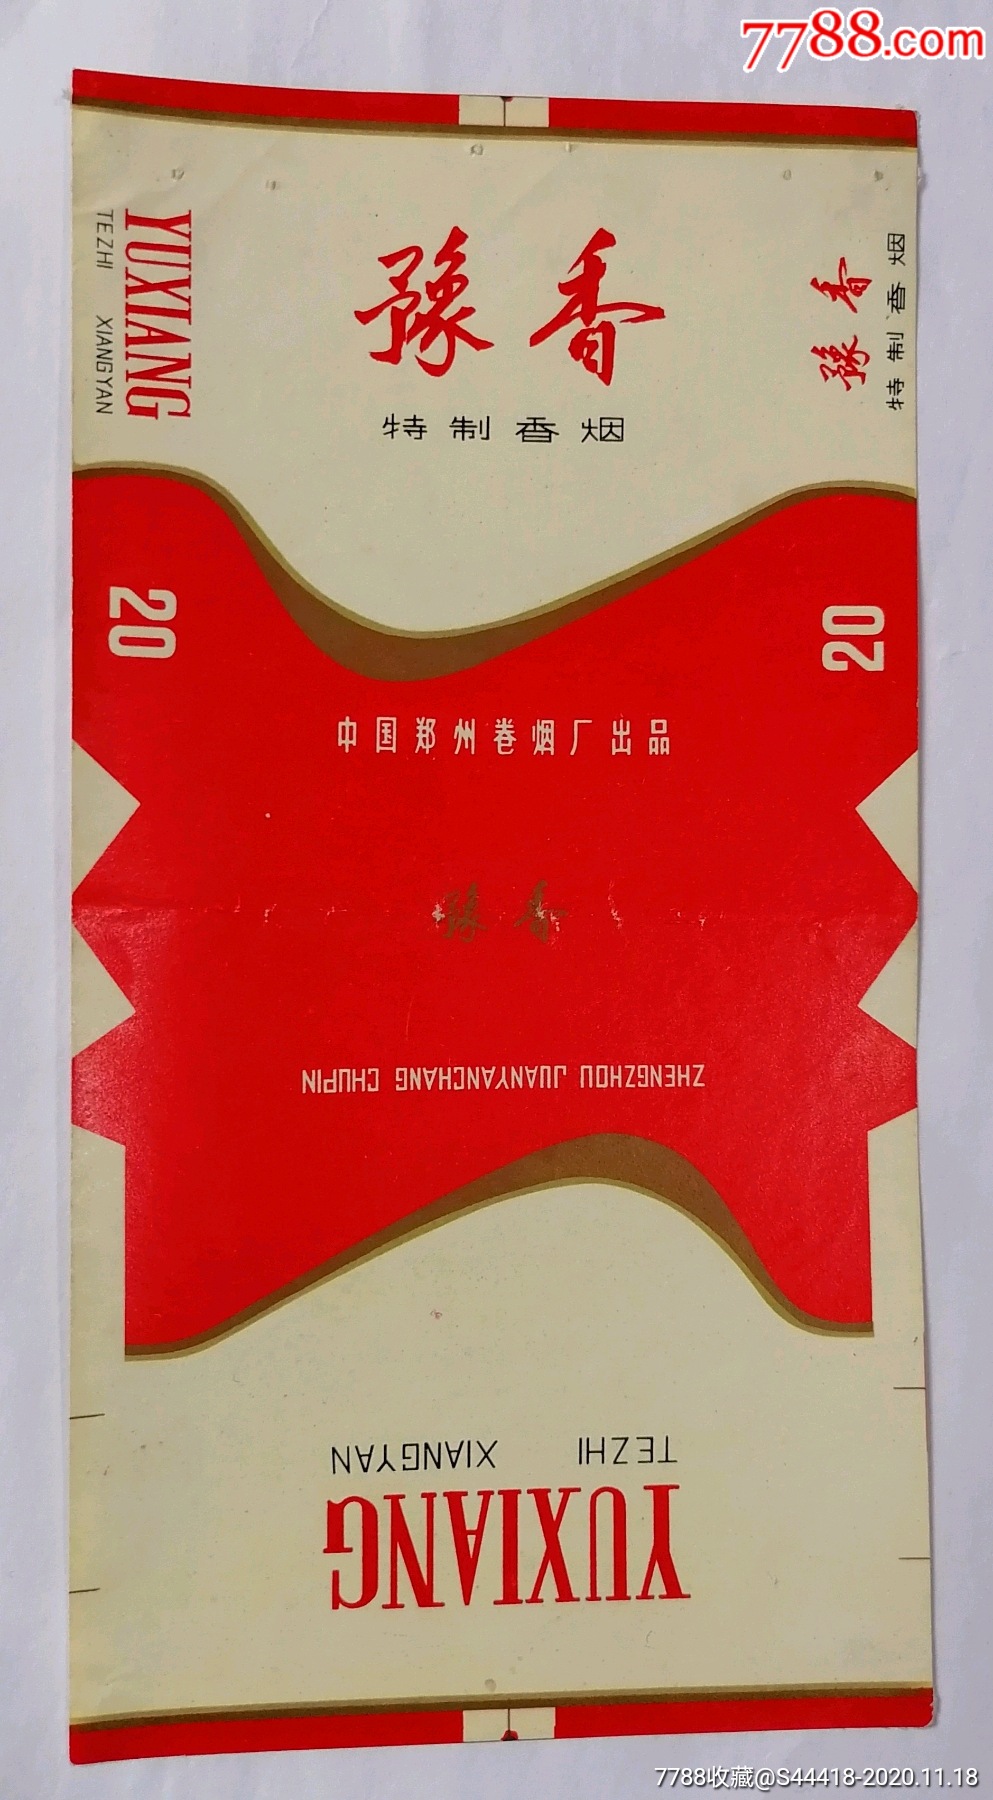 7788.com
豫香
特制香烟
YUXIANG
TEZHI XIANGYAN
豫香
特制香烟
20
20
中国郑州卷烟厂出品
豫香
ZHENGZHOU JUANYANCHANG CHUPIN
TEZHI XIANGYAN
YUXIANG
7788收藏@S44418-2020.11.18